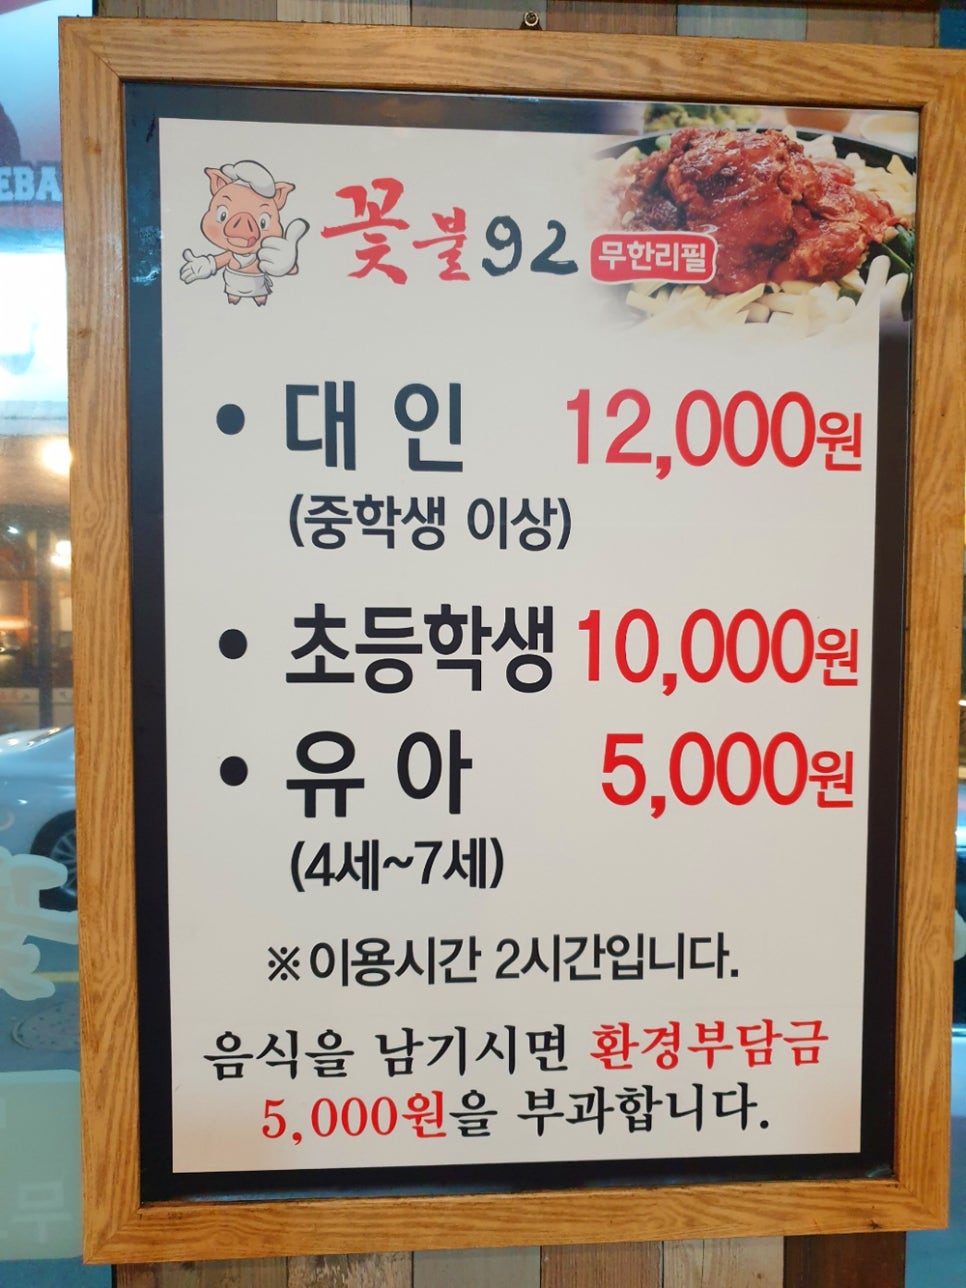 꽃불92 무한리필
• 대 인 12,000원
(중학생 이상)
• 초등학생 10,000원
• 유 아 5,000원
(4세~7세)
※이용시간 2시간입니다.
음식을 남기시면 환경부담금
5,000원을 부과합니다.
EBA
무